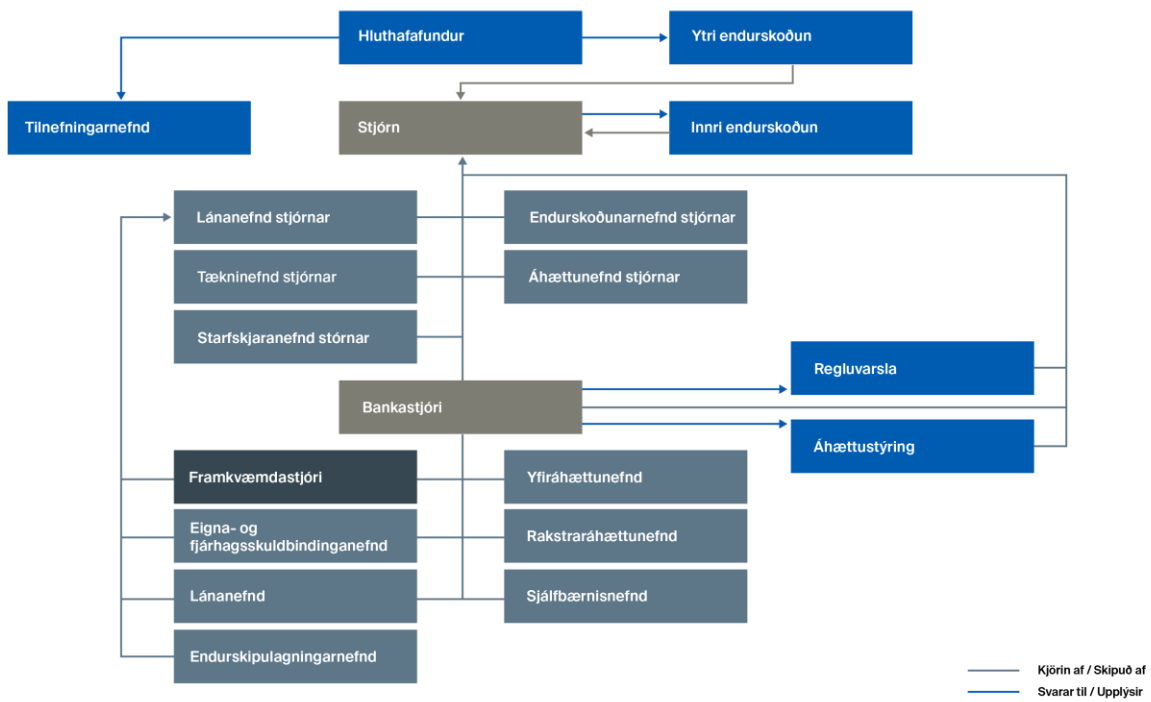 Hluthafafundur
Ytri endurskoðun
Tilnefningarnefnd
Stjórn
Innri endurskoðun
Lánanefnd stjórnar
Endurskoðunarnefnd stjórnar
Tækninefnd stjórnar
Áhættunefnd stjórnar
Starfskjaranefnd stórnar
Regluvarsla
Bankastjóri
Áhættustýring
Framkvæmdastjóri
Yfiráhættunefnd
Eigna- og
fjárhagsskuldbindinganefnd
Rakstraráhættunefnd
Lánanefnd
Sjálfbærnisnefnd
Endurskipulagningarnefnd
Kjörin af / Skipuð af
Svarar til / Upplýsir